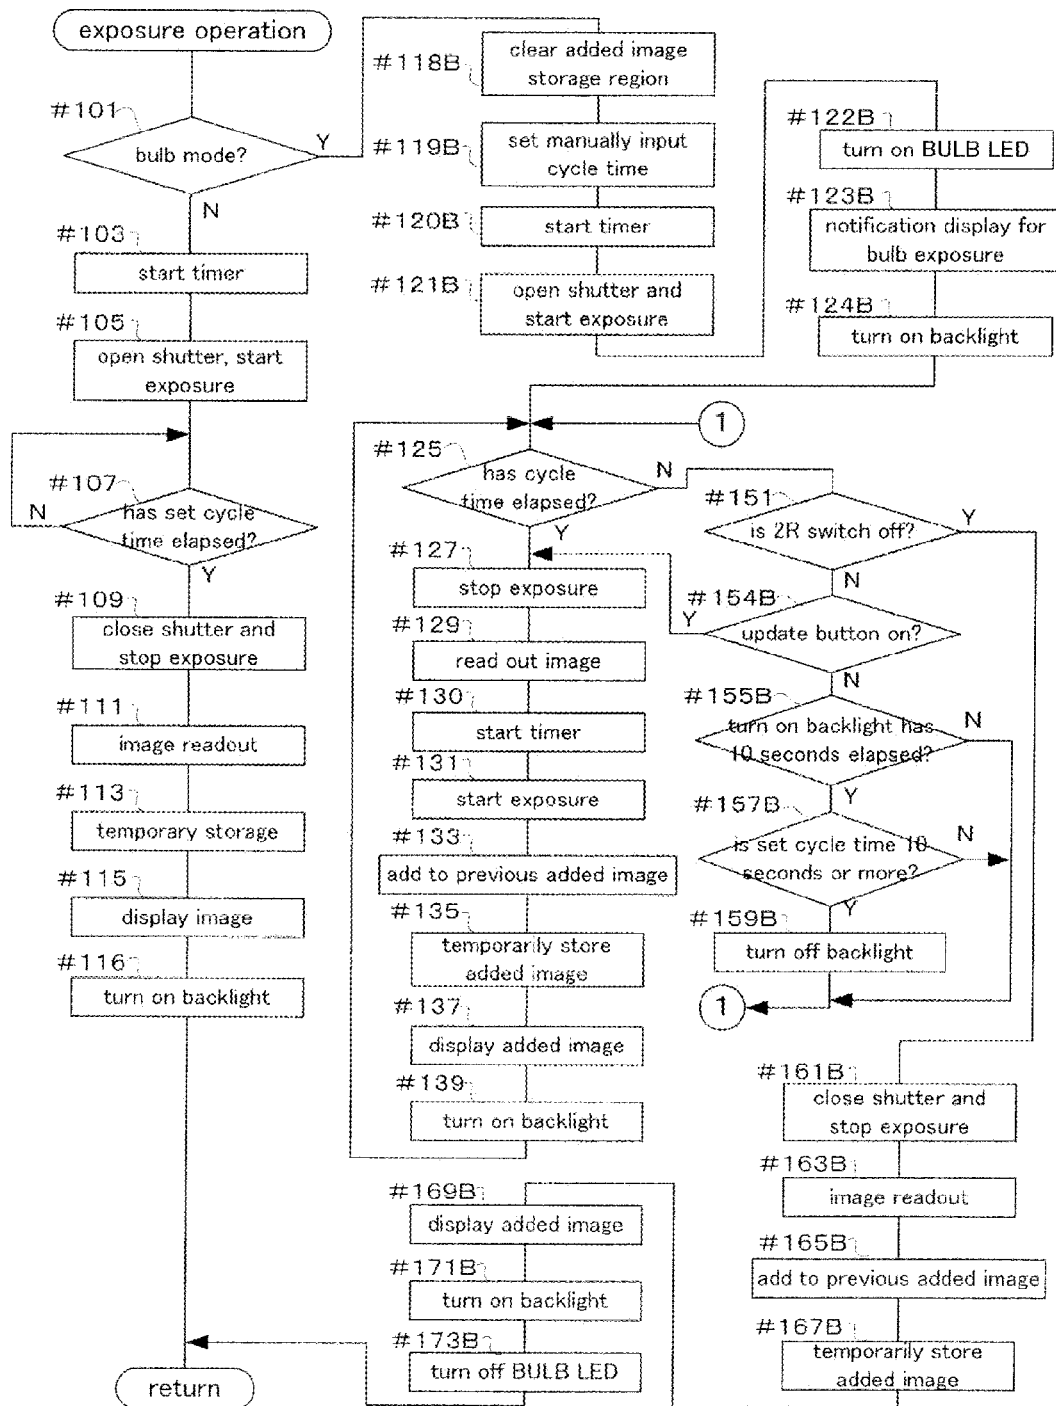 exposure operation
#101
bulb mode?
Y
N
#103
start timer
#105
open shutter, start
exposure
#107
has set cycle
time elapsed?
N
Y
#109
close shutter and
stop exposure
#111
image readout
#113
temporary storage
#115
display image
#116
turn on backlight
return
#118B
clear added image
storage region
#119B
set manually input
cycle time
#120B
start timer
#121B
open shutter and
start exposure
#122B
turn on BULB LED
#123B
notification display for
bulb exposure
#124B
turn on backlight
1
#125
has cycle
time elapsed?
N
Y
#127
stop exposure
#129
read out image
#130
start timer
#131
start exposure
#133
add to previous added image
#135
temporarily store
added image
#137
display added image
#139
turn on backlight
#151
is 2R switch off?
Y
N
#154B
update button on?
Y
N
#155B
turn on backlight has
10 seconds elapsed?
N
Y
#157B
is set cycle time 10
seconds or more?
N
Y
#159B
turn off backlight
1
#161B
close shutter and
stop exposure
#163B
image readout
#165B
add to previous added image
#167B
temporarily store
added image
#169B
display added image
#171B
turn on backlight
#173B
turn off BULB LED